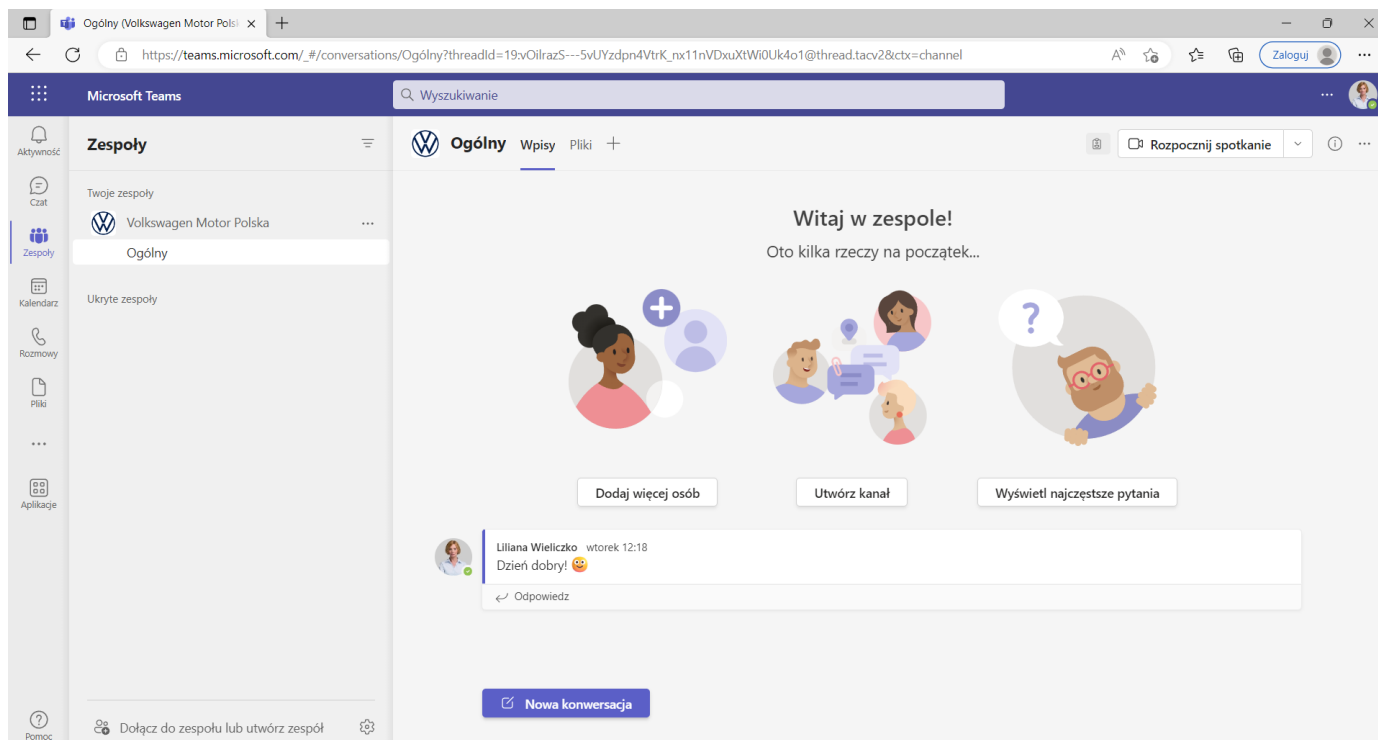 Ogólny (Volkswagen Motor Pols
https://teams.microsoft.com/_#/conversations/Ogólny?threadId=19:vOilrazS---5vUYzdpn4VtrK_nx11nVDxuXtWi0Uk4o1@thread.tacv2&ctx=channel
Zaloguj
Microsoft Teams
Wyszukiwanie
Aktywność
Czat
Zespoły
Kalendarz
Rozmowy
Pliki
Aplikacje
Pomoc
Zespoły
Twoje zespoły
Volkswagen Motor Polska
Ogólny
Ukryte zespoły
Dołącz do zespołu lub utwórz zespół
Ogólny Wpisy Pliki
Rozpocznij spotkanie
Witaj w zespole!
Oto kilka rzeczy na początek...
?
Dodaj więcej osób
Utwórz kanał
Wyświetl najczęstsze pytania
Liliana Wieliczko wtorek 12:18
Dzień dobry! 😜
Odpowiedz
Nowa konwersacja